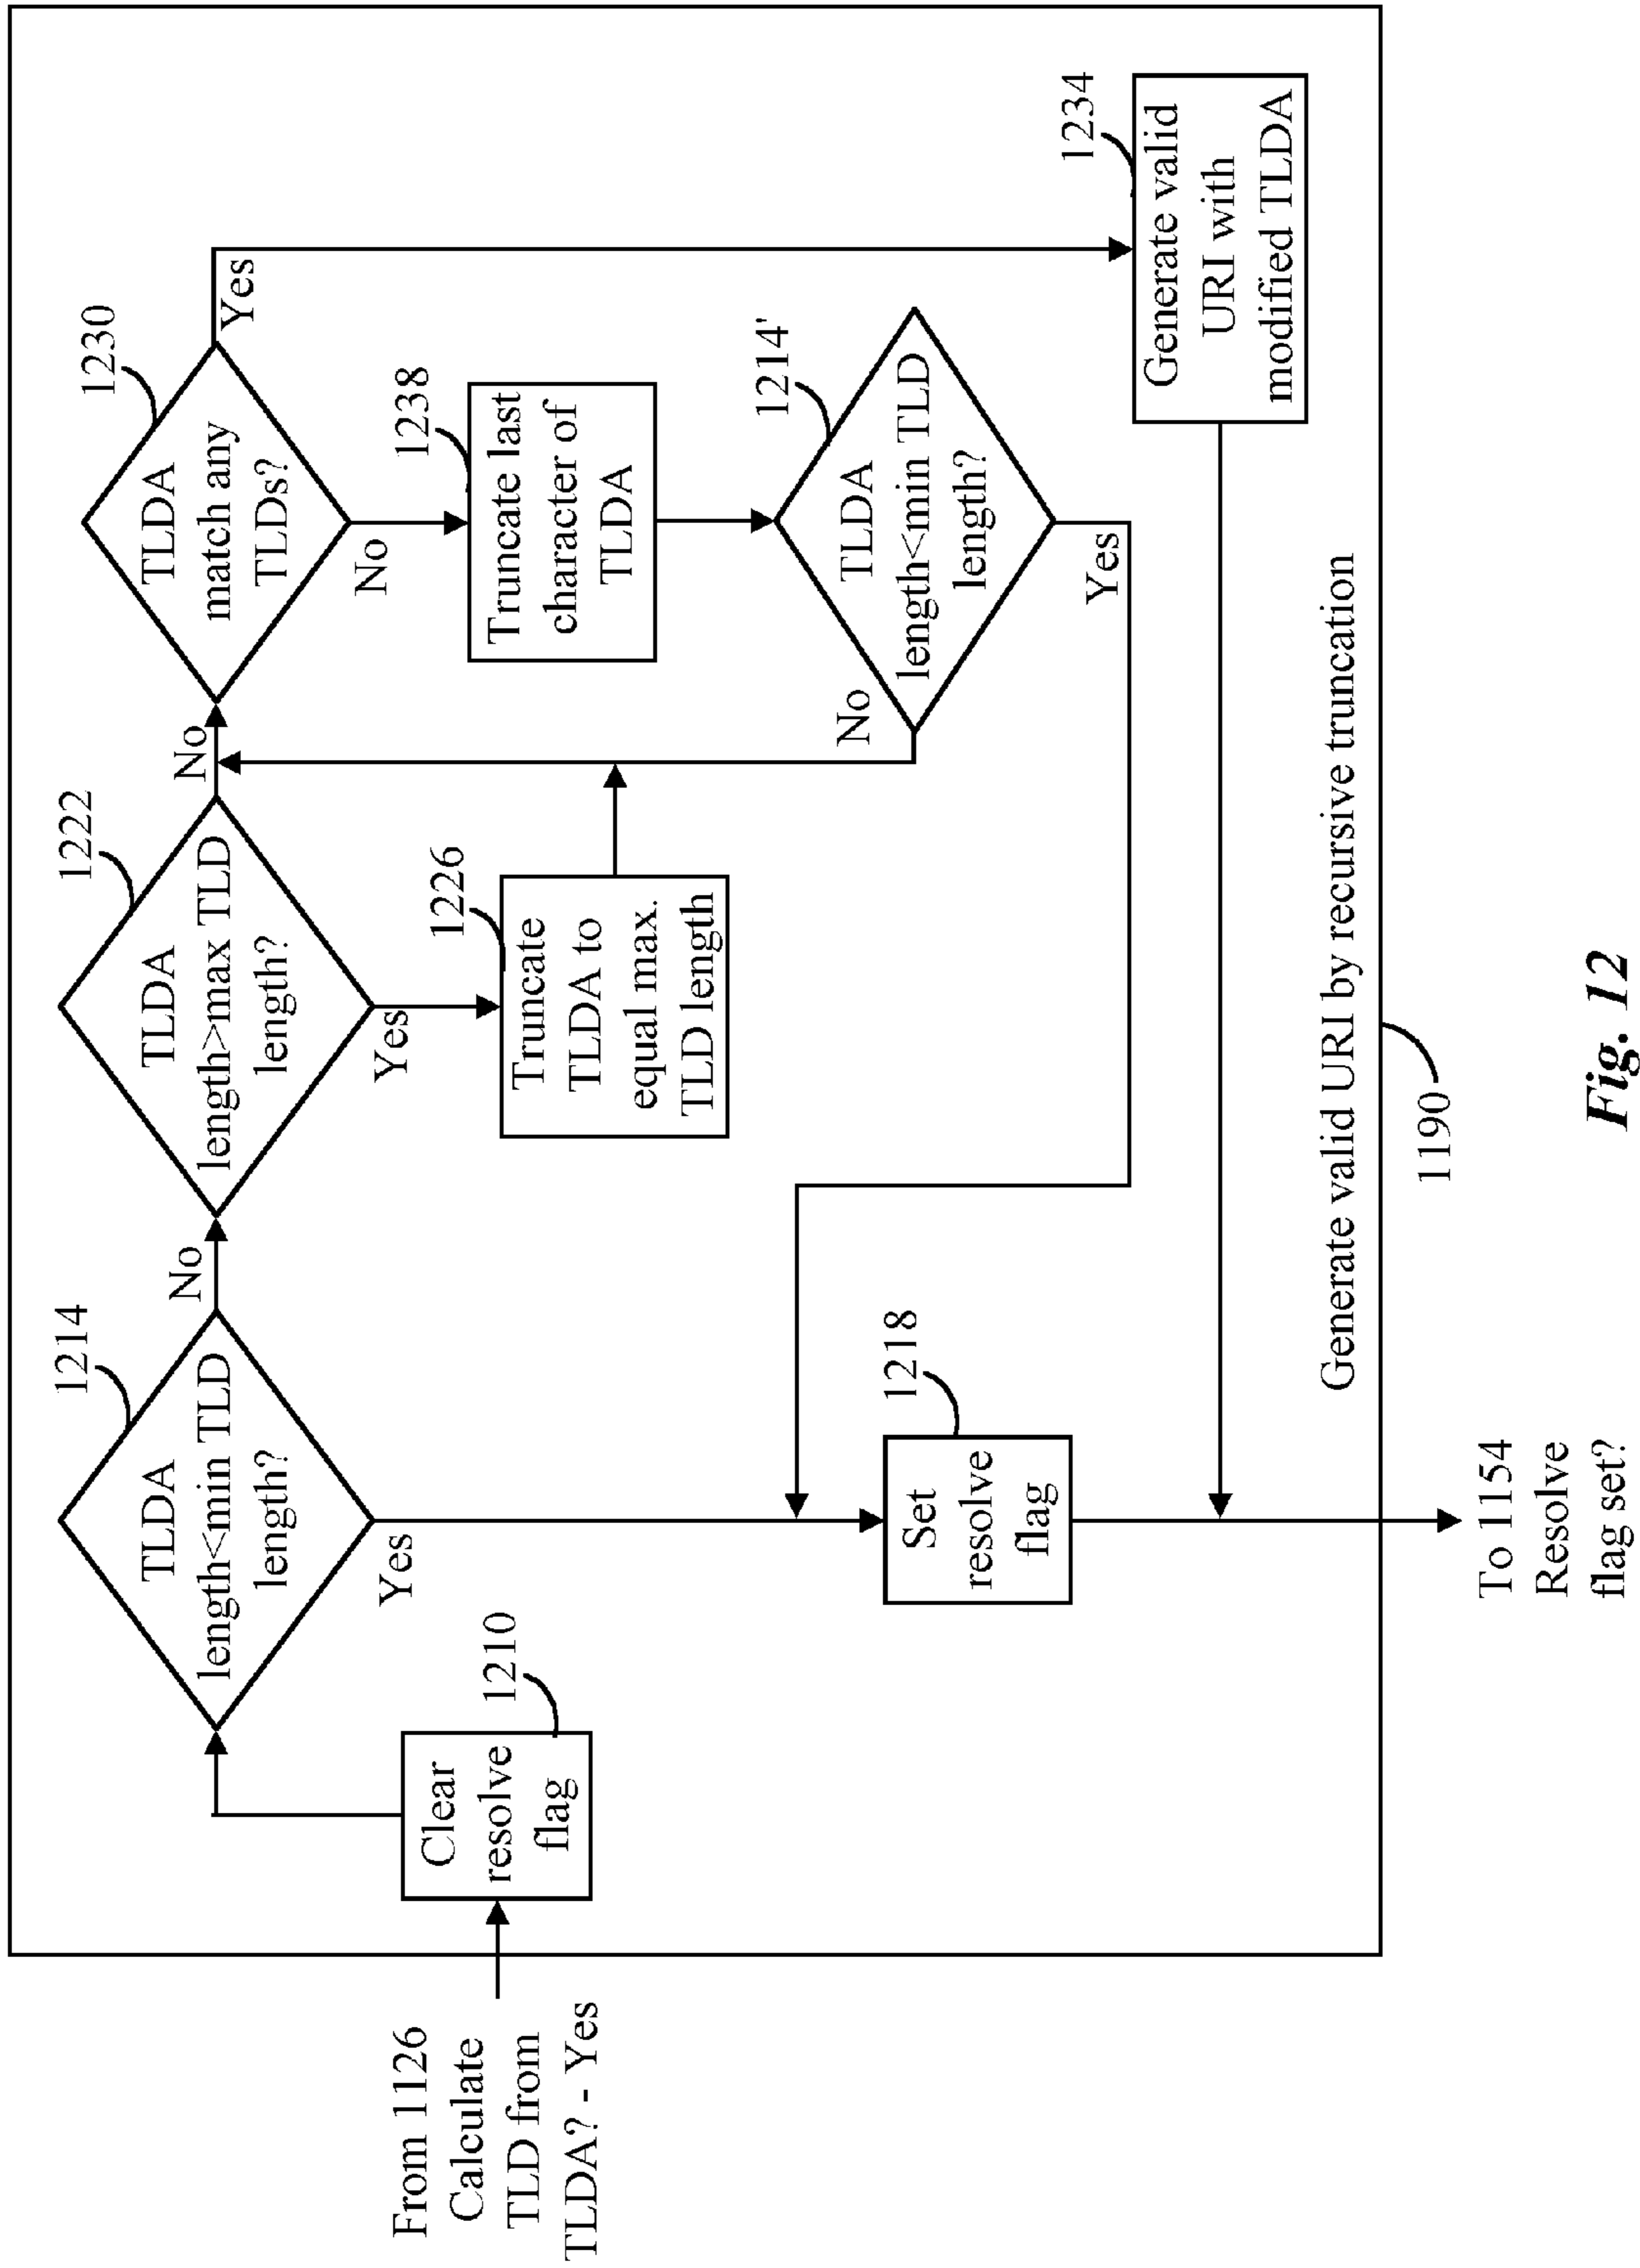 From 1126
Calculate
TLD from
TLDA? - Yes
Clear
resolve
flag
1210
TLDA
length<min TLD
length?
1214
No
Yes
Set
resolve
flag
1218
TLDA
length>max TLD
length?
1222
No
Yes
Truncate
TLDA to
equal max.
TLD length
1226
TLDA
match any
TLDs?
1230
Yes
No
Truncate last
character of
TLDA
1238
TLDA
length<min TLD
length?
1214'
No
Yes
Generate valid
URI with
modified TLDA
1234
Generate valid URI by recursive truncation
1190
To 1154
Resolve
flag set?
Fig. 12